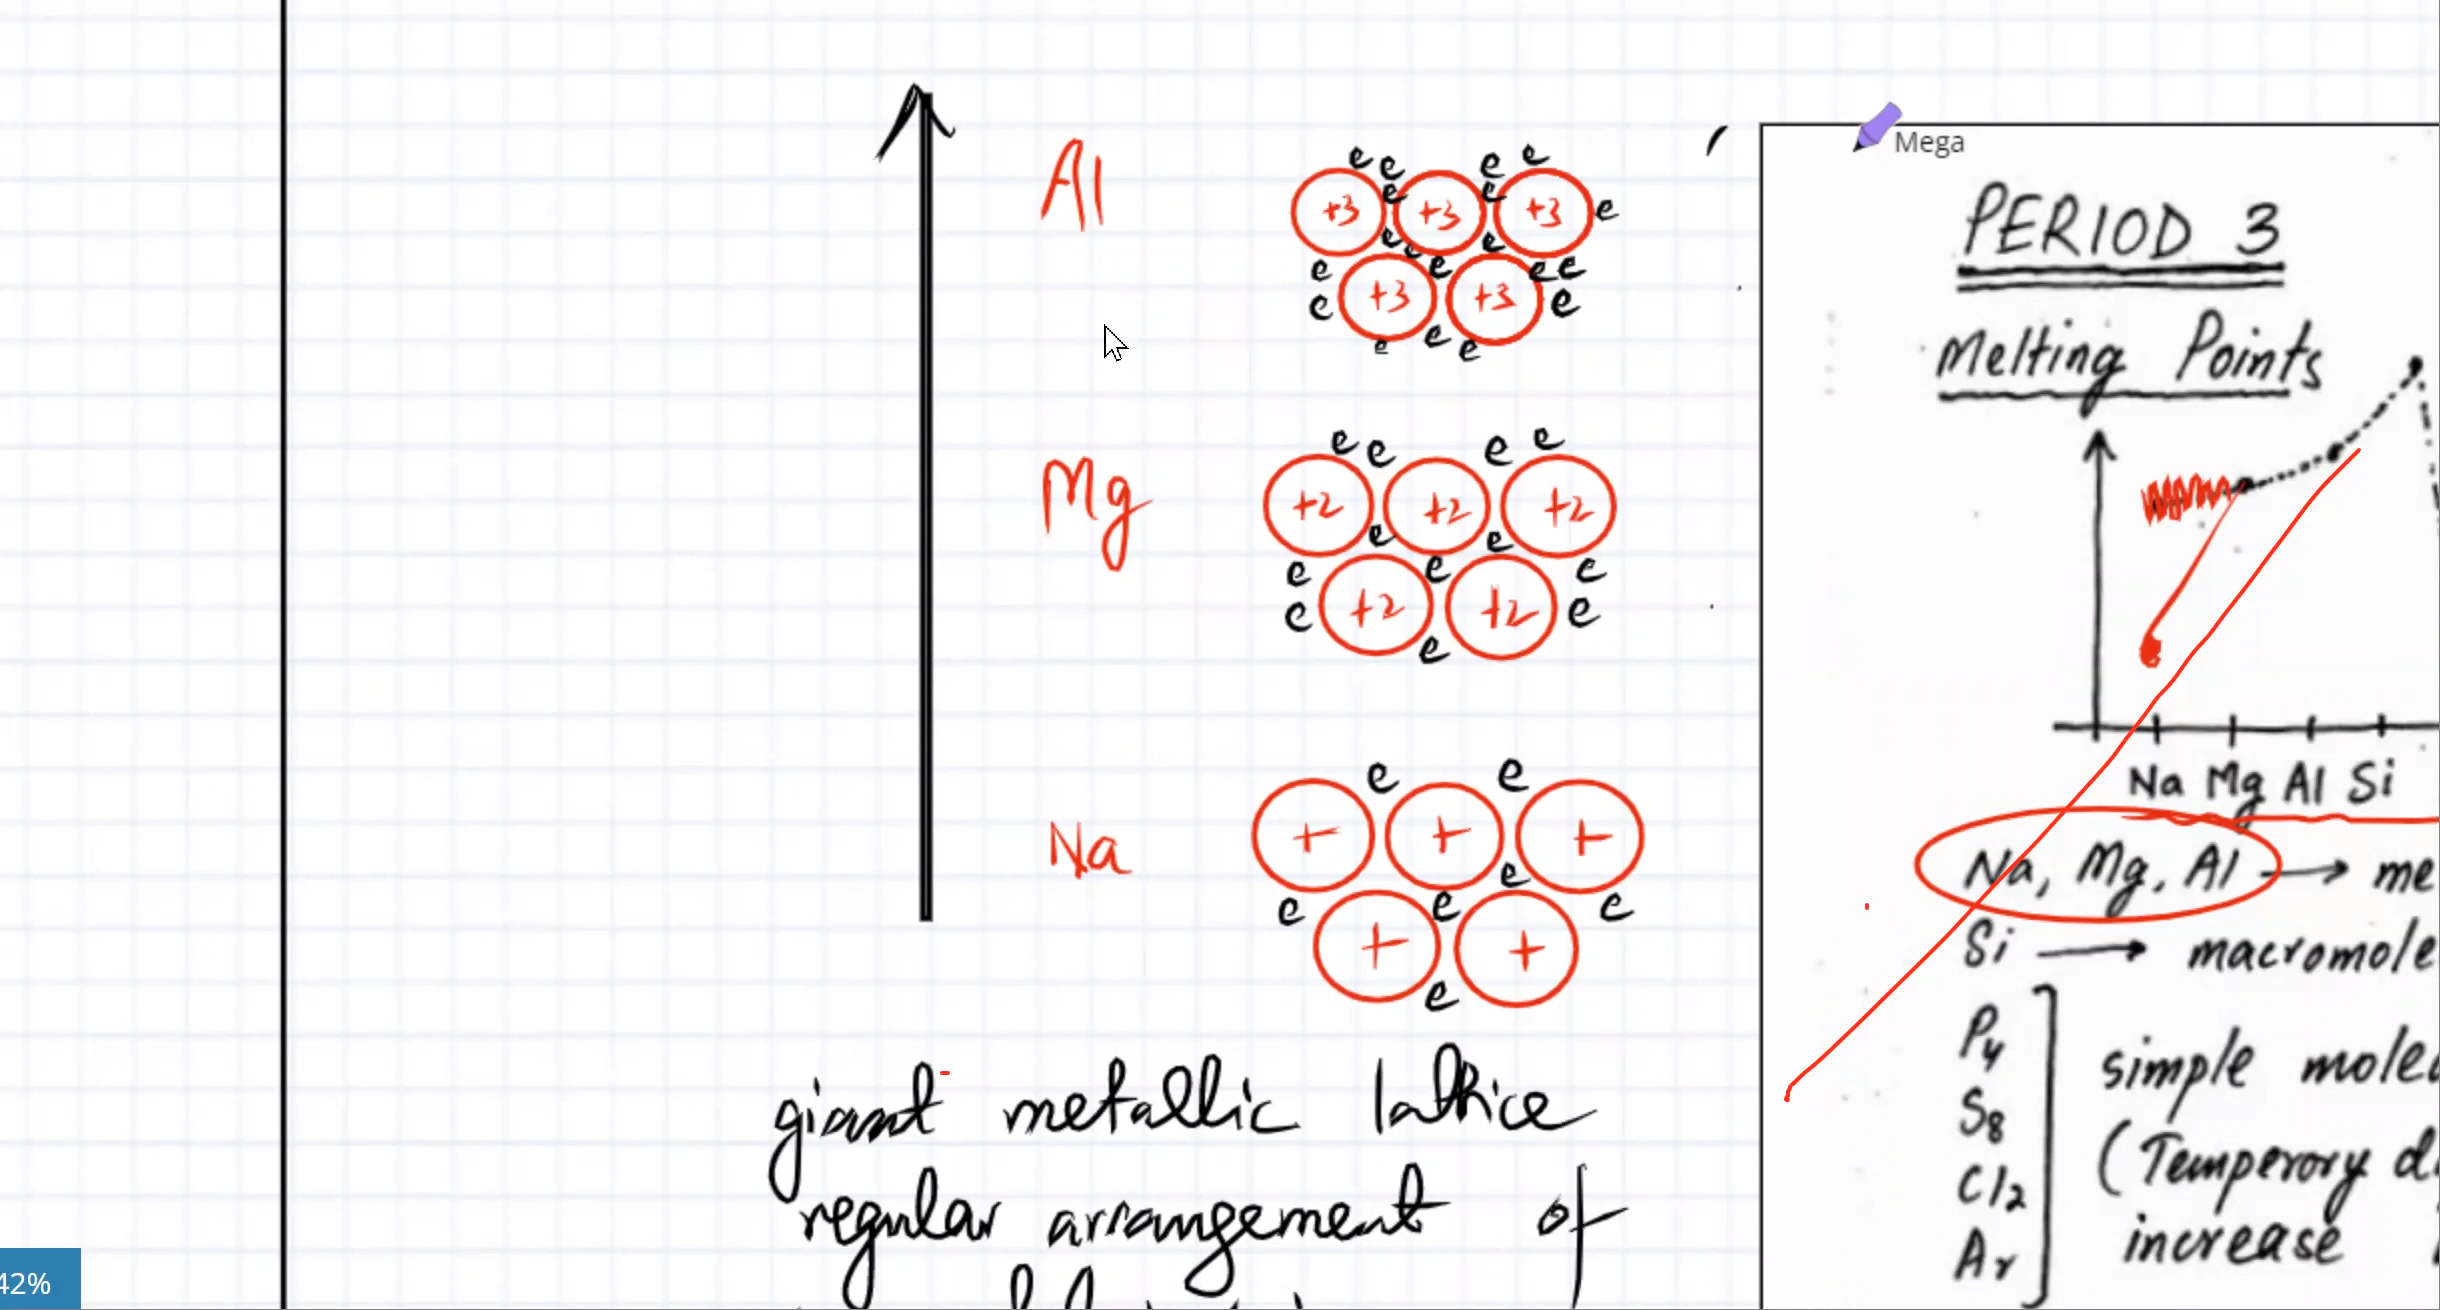 Al
e e e e
e e
+3 +3 +3 e
e e e
e e e e e
e +3 +3 e
e e e
Mg
e e e e
+2 +2 +2
e e
e e e
e +2 +2 e
e
Na
e e
+ + +
e
e e e
+ +
e
giant metallic lattice
regular arrangement of
Mega
PERIOD 3
Melting Points
Na Mg Al Si
Na, Mg, Al → me
Si → macromole
P4
S8
Cl2
Ar
simple molec
(Temperory di
increase
42%